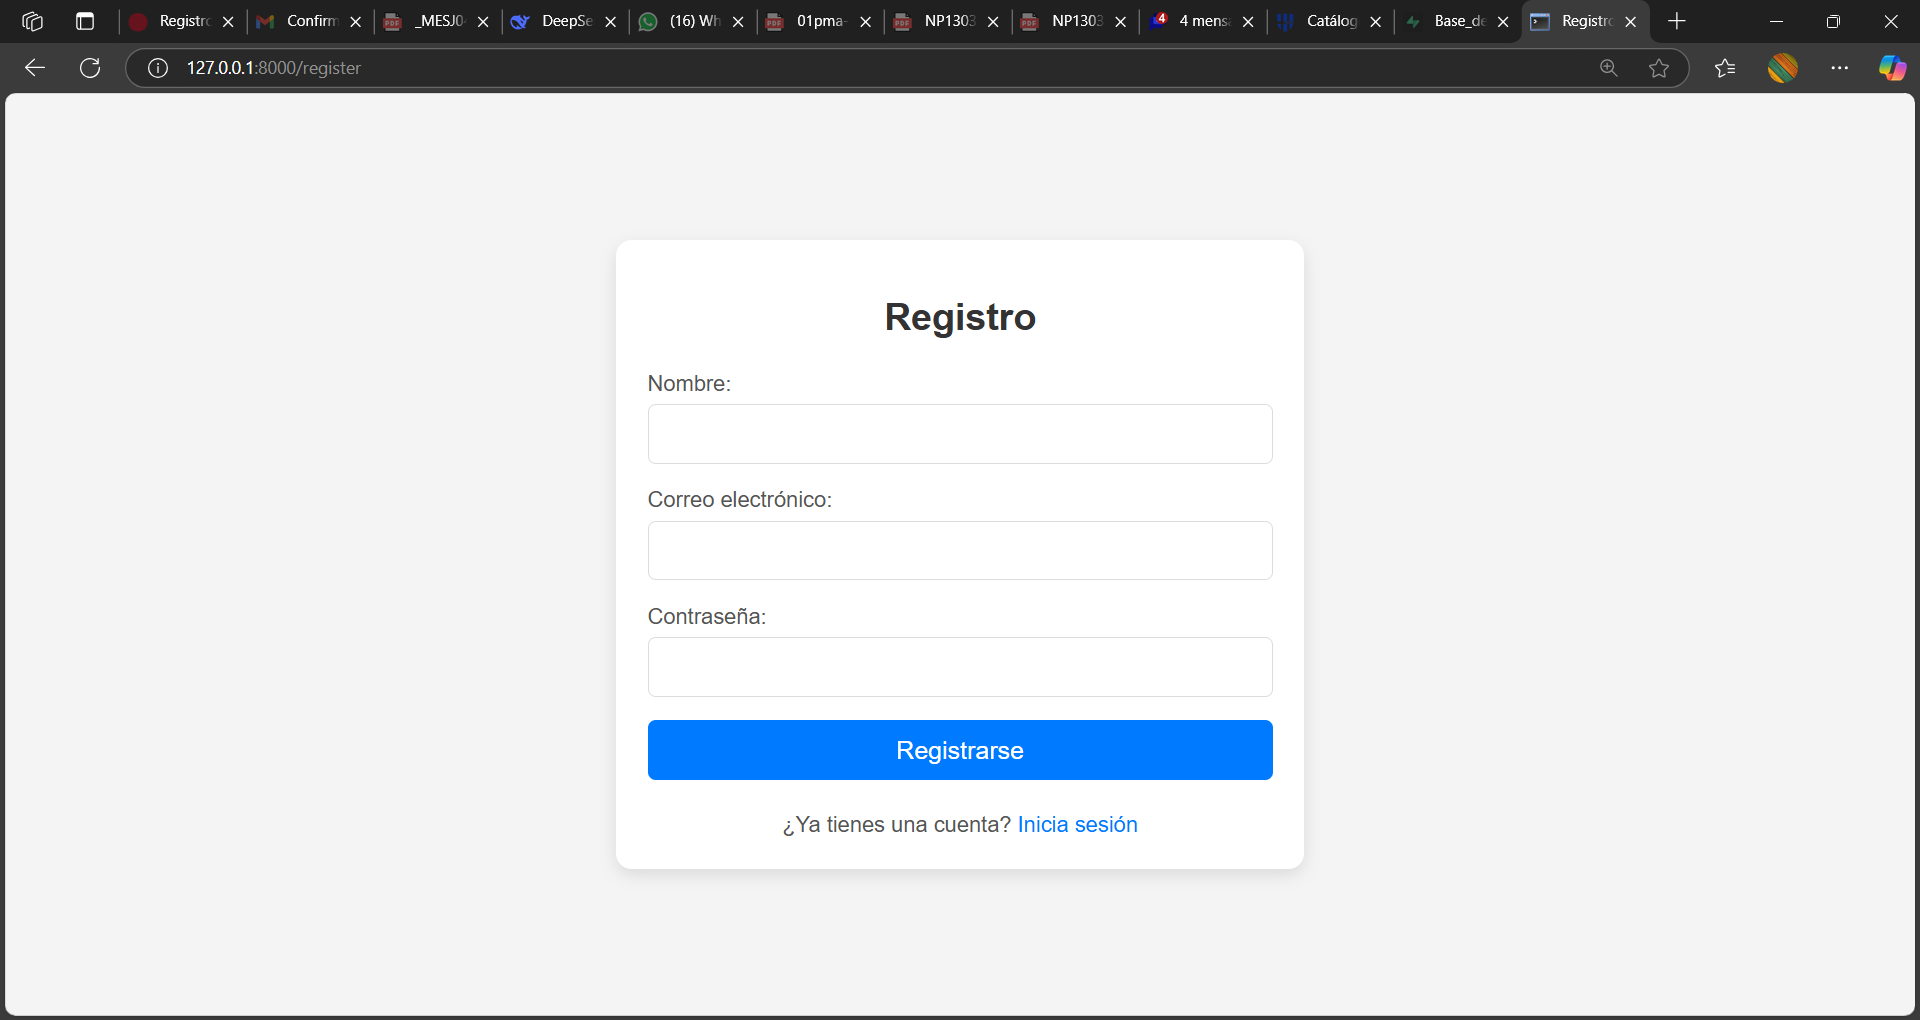 Registro Confirm _MESJ0 DeepSe (16) Wh 01pma- NP1303 NP1303 4 mens Catálog Base_de Registro
127.0.0.1:8000/register
Registro
Nombre:
Correo electrónico:
Contraseña:
Registrarse
¿Ya tienes una cuenta? Inicia sesión